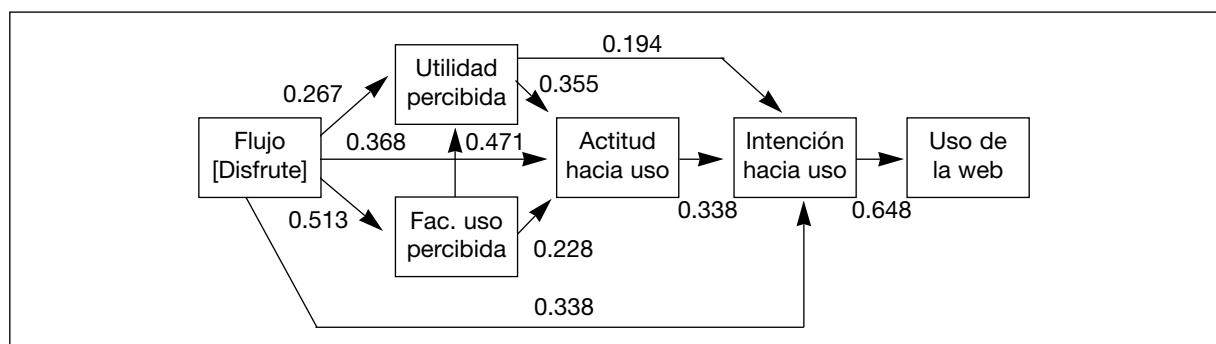 0.194
Utilidad
percibida
0.355
0.267
Flujo
[Disfrute]
0.368
0.471
Actitud
hacia uso
Intención
hacia uso
Uso de
la web
0.513
Fac. uso
percibida
0.228
0.338
0.648
0.338